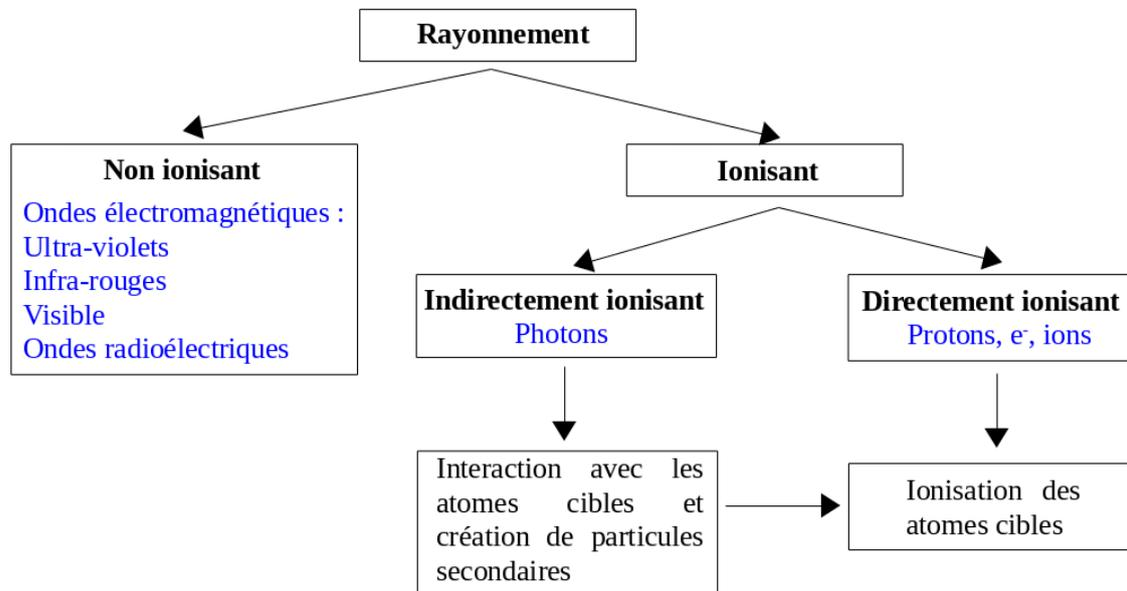 Rayonnement
Non ionisant
Ondes électromagnétiques :
Ultra-violets
Infra-rouges
Visible
Ondes radioélectriques
Ionisant
Indirectement ionisant
Photons
Directement ionisant
Protons, e⁻, ions
Interaction avec les
atomes cibles et
création de particules
secondaires
Ionisation des
atomes cibles